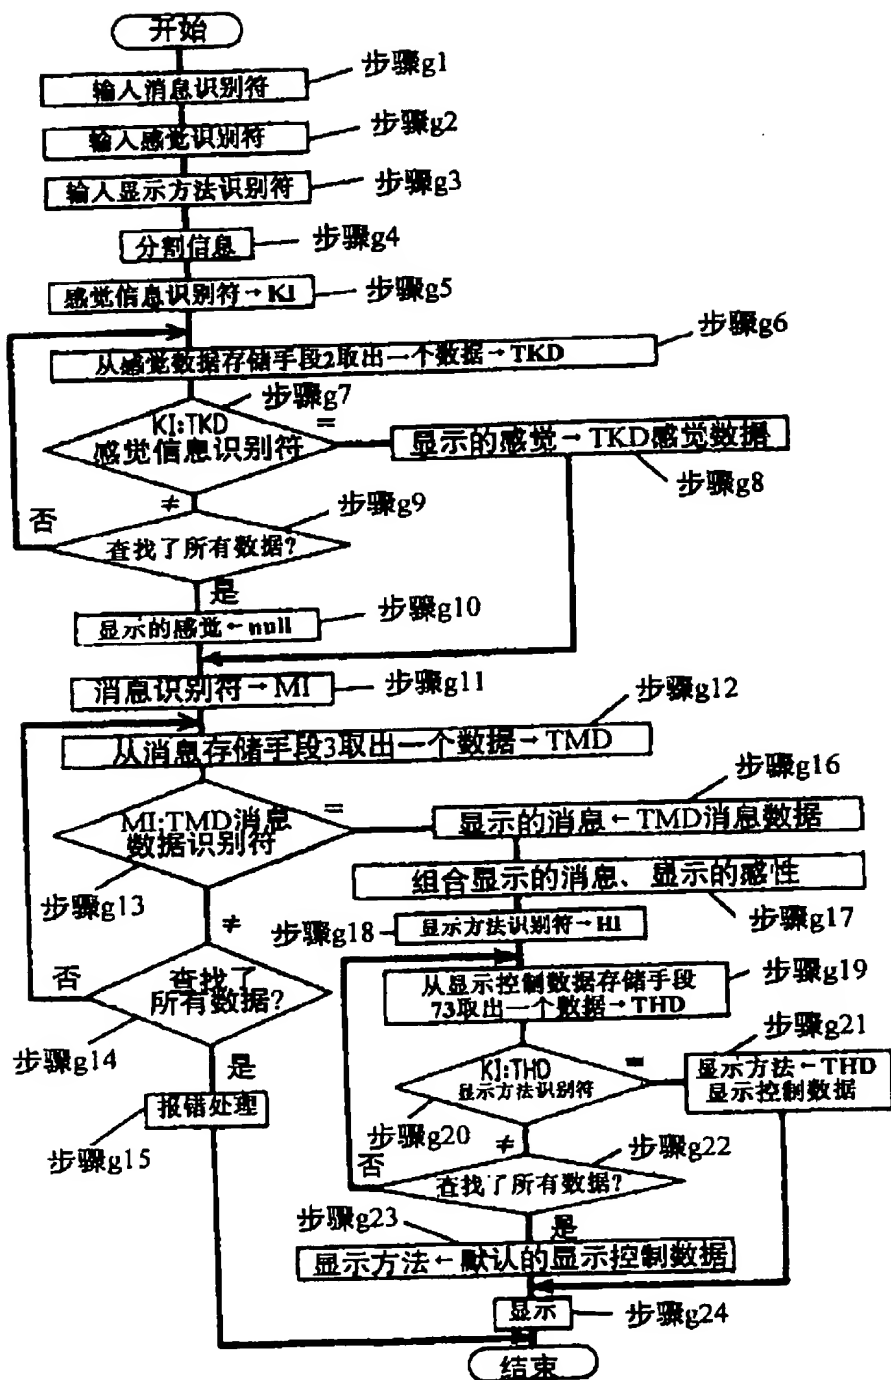 开始
步骤g1
输人消息识别符
步骤g2
输入感觉识别符
步骤g3
输人显示方法识别符
步骤g4
分割信息
步骤g5
感觉信息识别符→KI
步骤g6
从感觉数据存储手段2取出一个数据→TKD
步骤g7
KI:TKD
感觉信息识别符
=
显示的感觉→TKD感觉数据
步骤g8
≠
步骤g9
否
查找了所有数据?
是
步骤g10
显示的感觉←null
消息识别符→MI
步骤g11
步骤g12
从消息存储手段3取出一个数据→TMD
步骤g16
MI:TMD消息
数据识别符
=
显示的消息←TMD消息数据
组合显示的消息、显示的感性
步骤g13
步骤g17
≠
步骤g18
显示方法识别符→HI
步骤g19
否
查找了
所有数据?
从显示控制数据存储手段
73取出一个数据→THD
步骤g21
步骤g14
KI:THD
显示方法识别符
=
显示方法←THD
显示控制数据
是
报错处理
步骤g20
≠
步骤g22
步骤g15
否
查找了所有数据?
步骤g23
是
显示方法←默认的显示控制数据
显示
步骤g24
结束